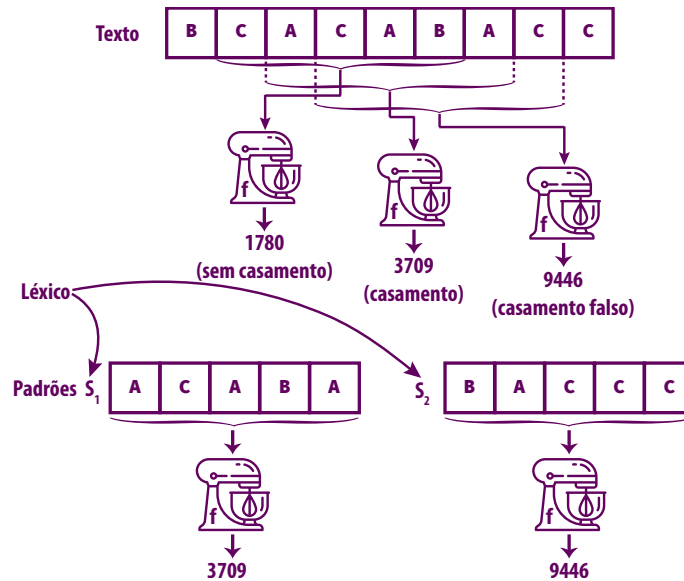 Texto B C A C A B A C C
f f f
1780
(sem casamento)
3709
(casamento)
9446
(casamento falso)
Léxico
Padrões S1 A C A B A
S2 B A C C C
f f
3709 9446